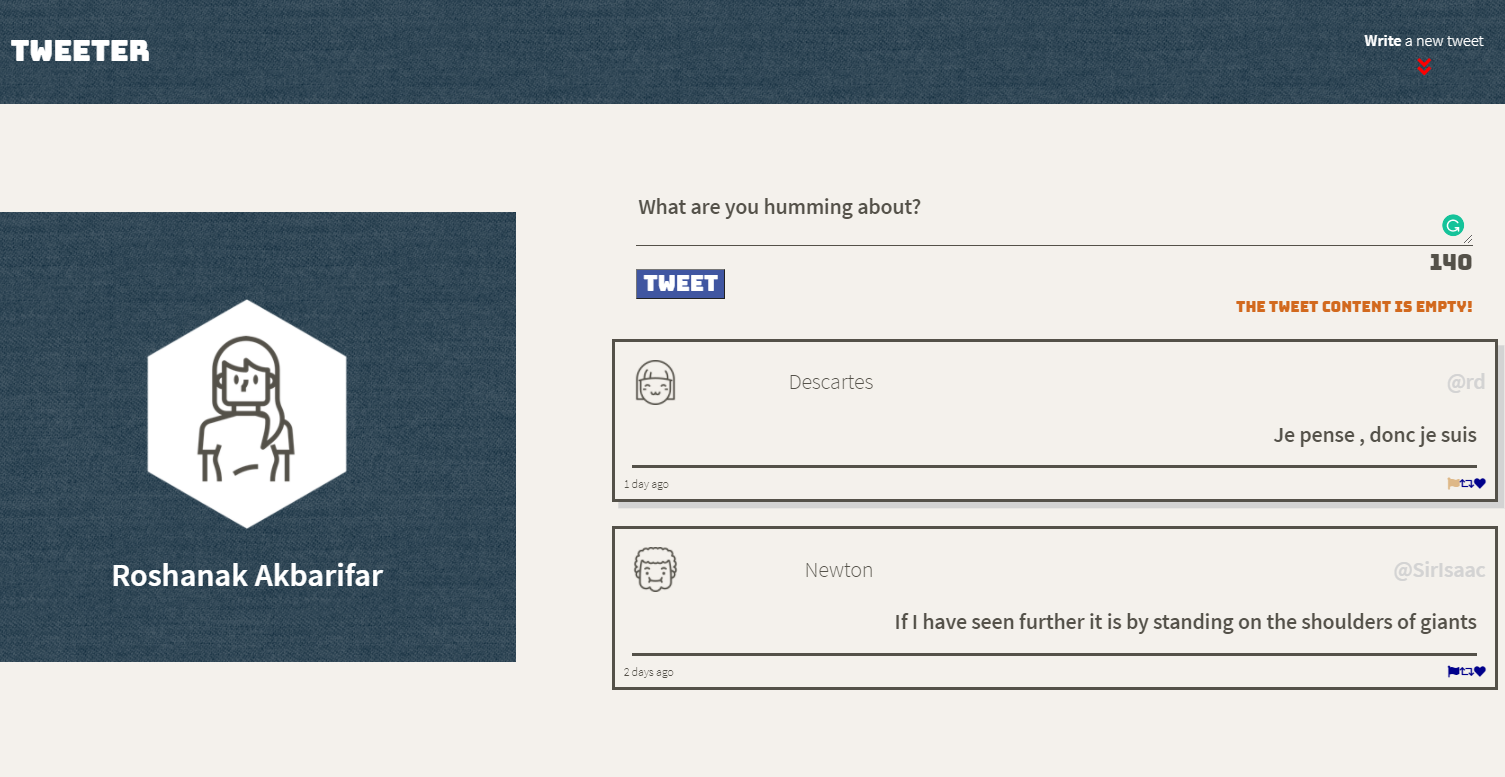 TWEETER
Write a new tweet
Roshanak Akbarifar
What are you humming about?
140
TWEET
THE TWEET CONTENT IS EMPTY!
Descartes
@rd
Je pense , donc je suis
1 day ago
Newton
@SirIsaac
If I have seen further it is by standing on the shoulders of giants
2 days ago